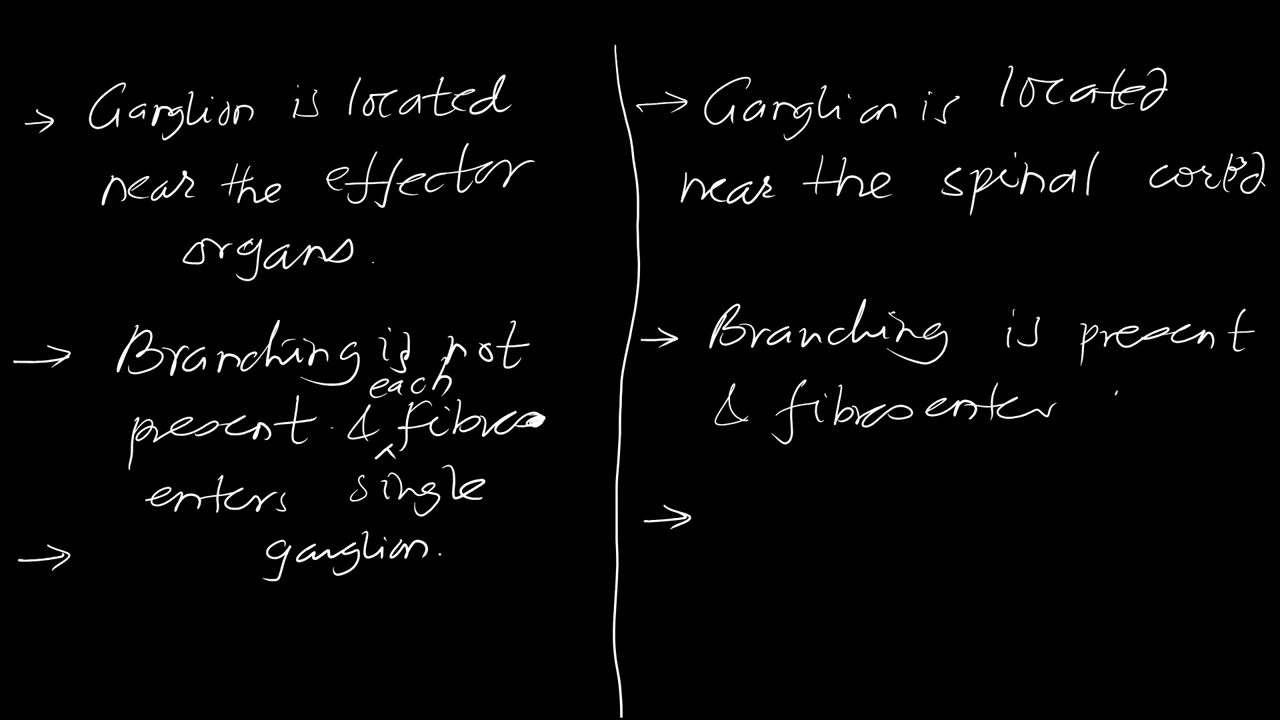 → Ganglion is located
near the effector
organs.
→ Branching is not
each
present & fibre
enters single
→ ganglion.
→ Ganglion is located
near the spinal cord
→ Branching is present
& fibres enter
→